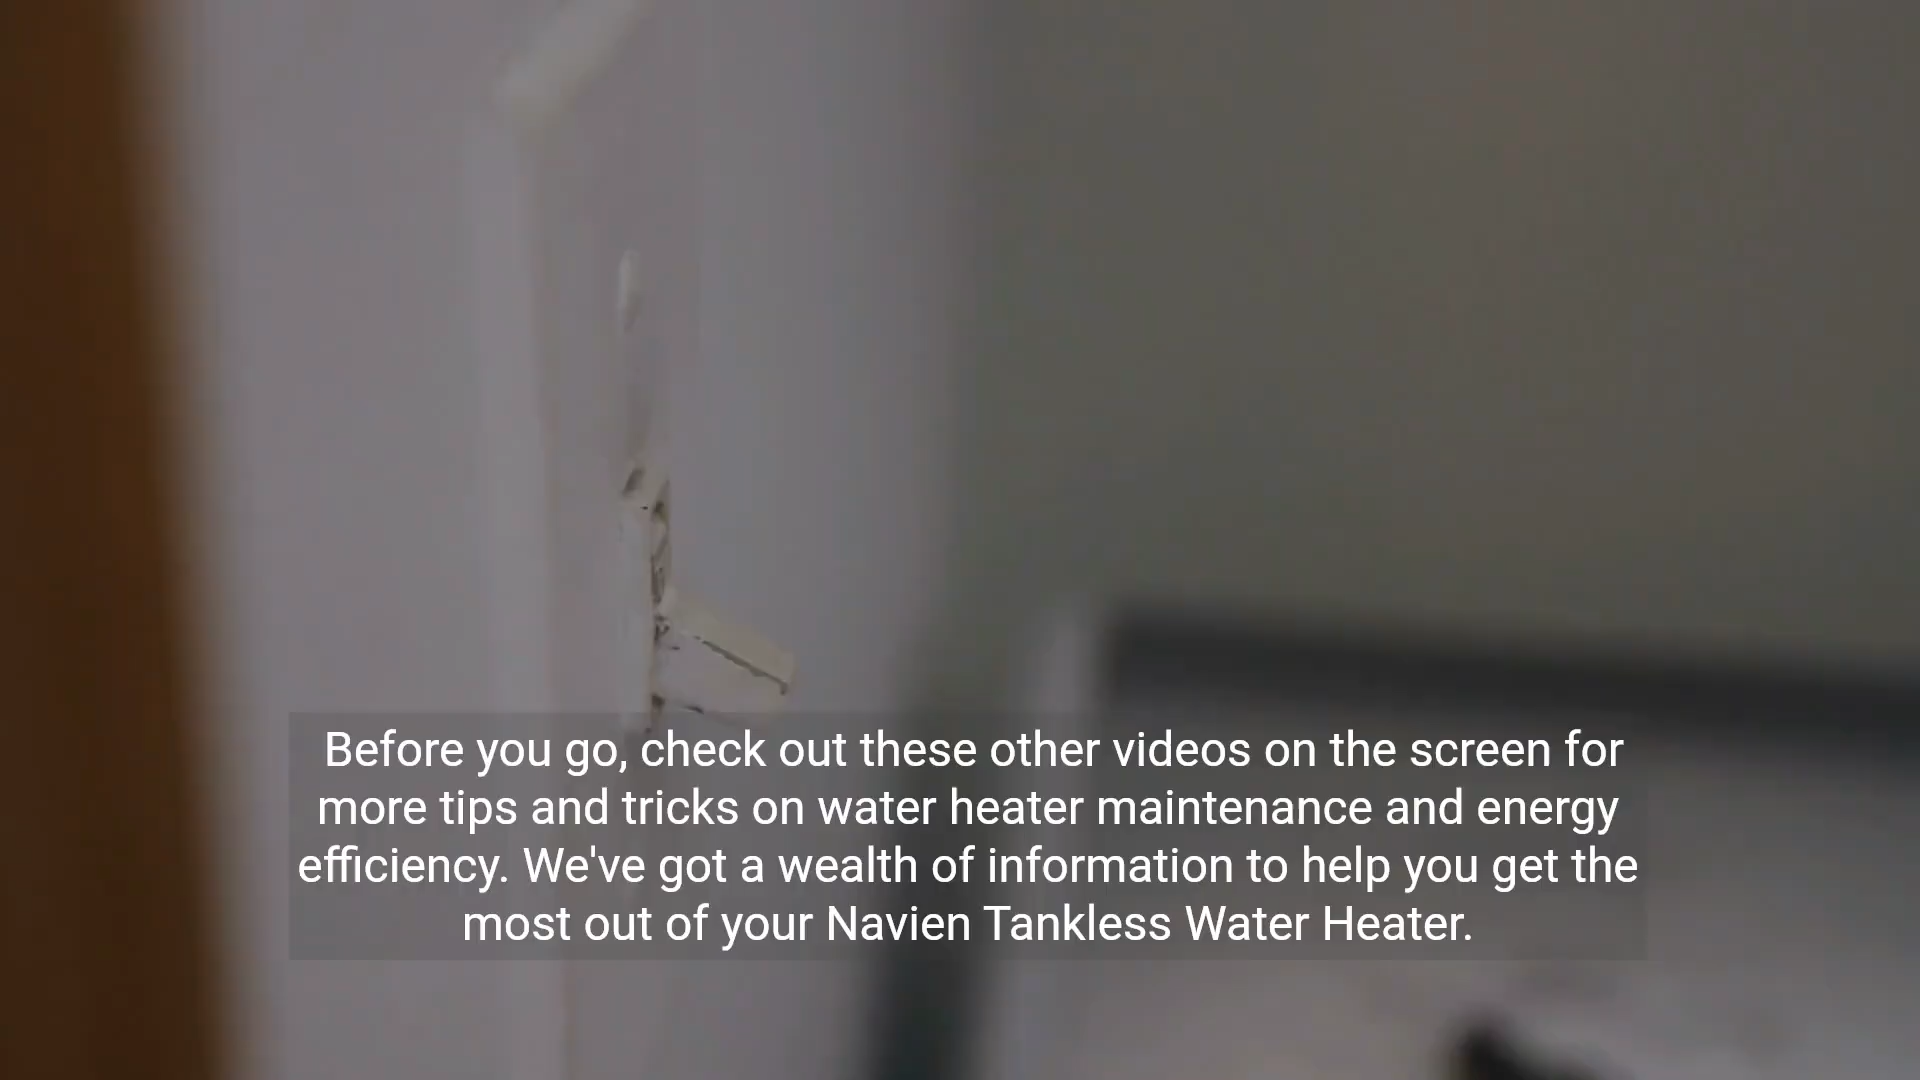 Before you go, check out these other videos on the screen for
more tips and tricks on water heater maintenance and energy
efficiency. We've got a wealth of information to help you get the
most out of your Navien Tankless Water Heater.